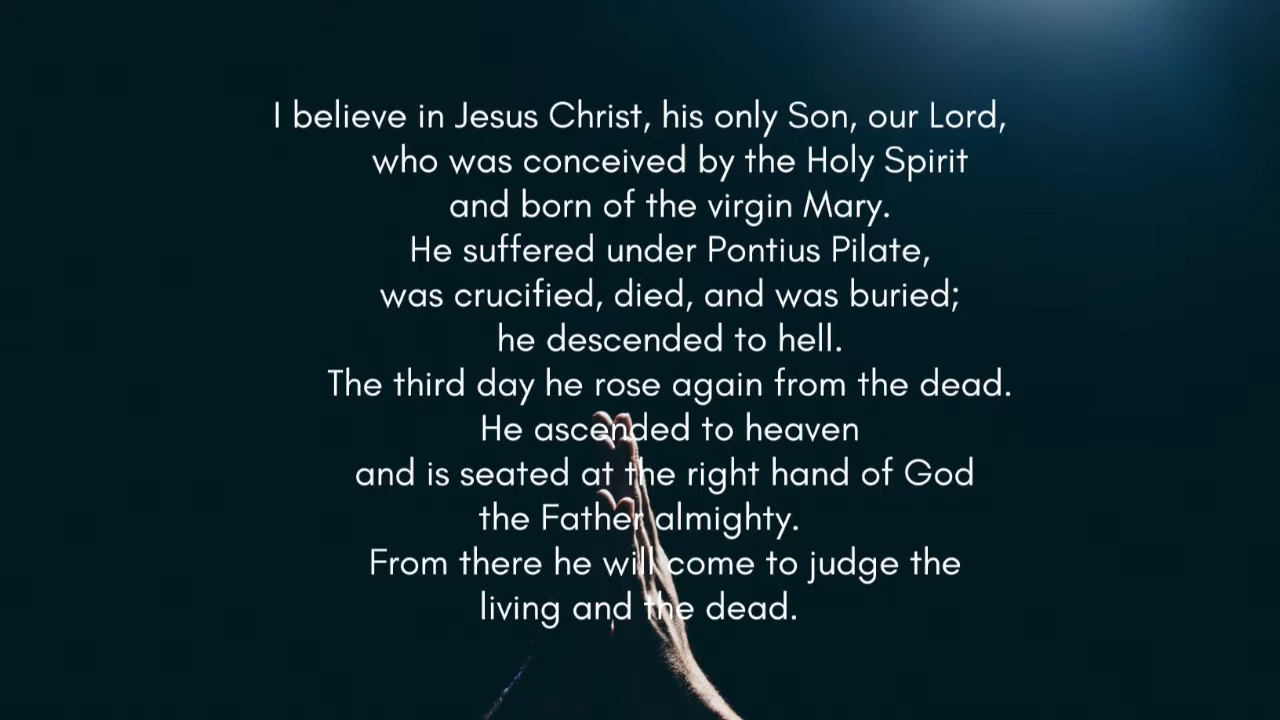 I believe in Jesus Christ, his only Son, our Lord,
who was conceived by the Holy Spirit
and born of the virgin Mary.
He suffered under Pontius Pilate,
was crucified, died, and was buried;
he descended to hell.
The third day he rose again from the dead.
He ascended to heaven
and is seated at the right hand of God
the Father almighty.
From there he will come to judge the
living and the dead.